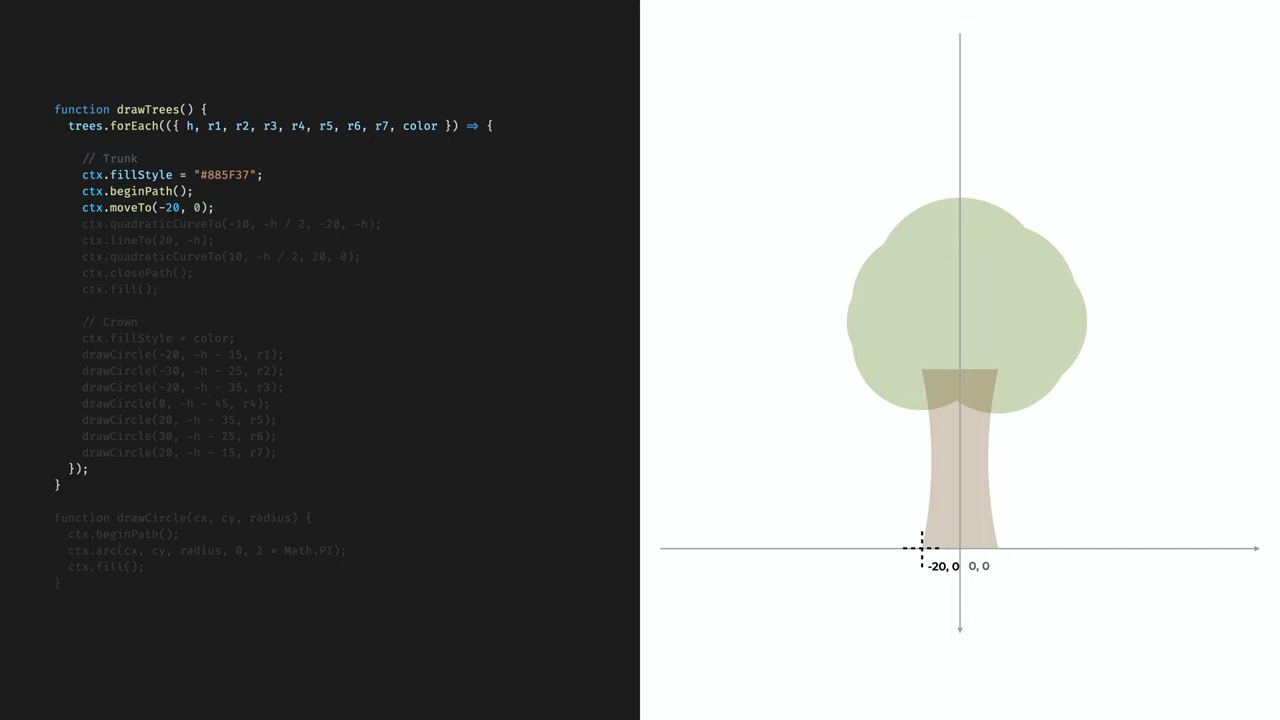 function drawTrees() {
  trees.forEach(({ h, r1, r2, r3, r4, r5, r6, r7, color }) => {

    // Trunk
    ctx.fillStyle = "#885F37";
    ctx.beginPath();
    ctx.moveTo(-20, 0);
    ctx.quadraticCurveTo(-10, -h / 2, -20, -h);
    ctx.lineTo(20, -h);
    ctx.quadraticCurveTo(10, -h / 2, 20, 0);
    ctx.closePath();
    ctx.fill();

    // Crown
    ctx.fillStyle = color;
    drawCircle(-20, -h - 15, r1);
    drawCircle(-30, -h - 25, r2);
    drawCircle(-20, -h - 35, r3);
    drawCircle(0, -h - 45, r4);
    drawCircle(20, -h - 35, r5);
    drawCircle(30, -h - 25, r6);
    drawCircle(20, -h - 15, r7);
  });
}

function drawCircle(cx, cy, radius) {
  ctx.beginPath();
  ctx.arc(cx, cy, radius, 0, 2 * Math.PI);
  ctx.fill();
}
-20, 0
0, 0